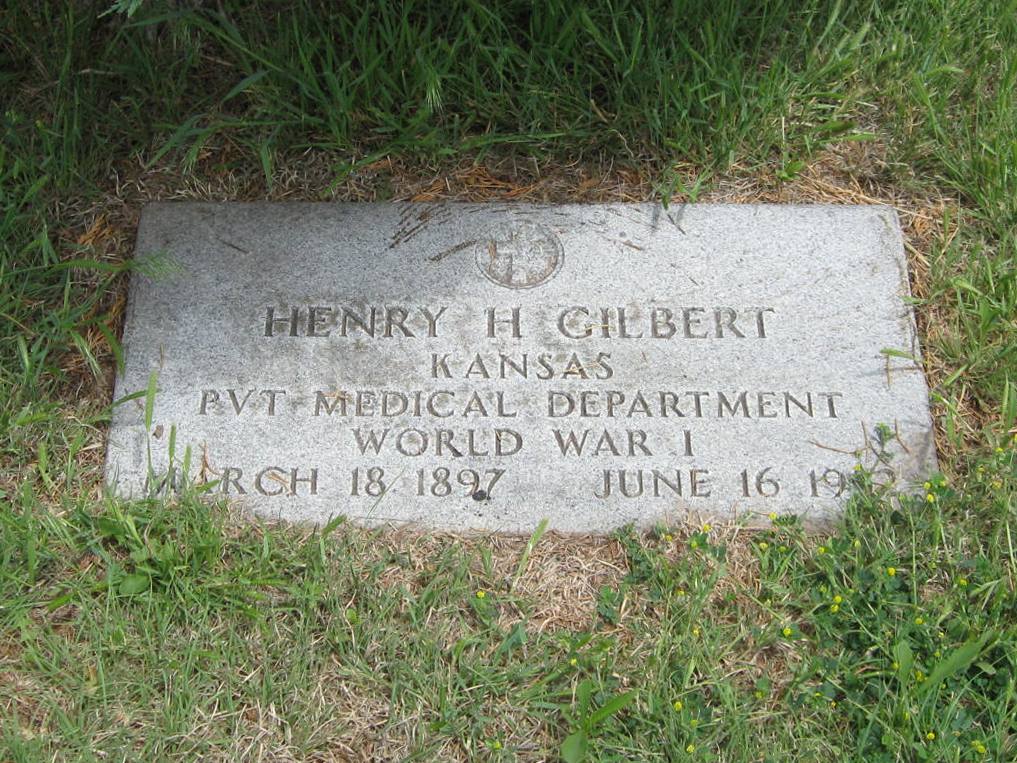 HENRY H GILBERT
KANSAS
PVT MEDICAL DEPARTMENT
WORLD WAR I
MARCH 18 1897 JUNE 16